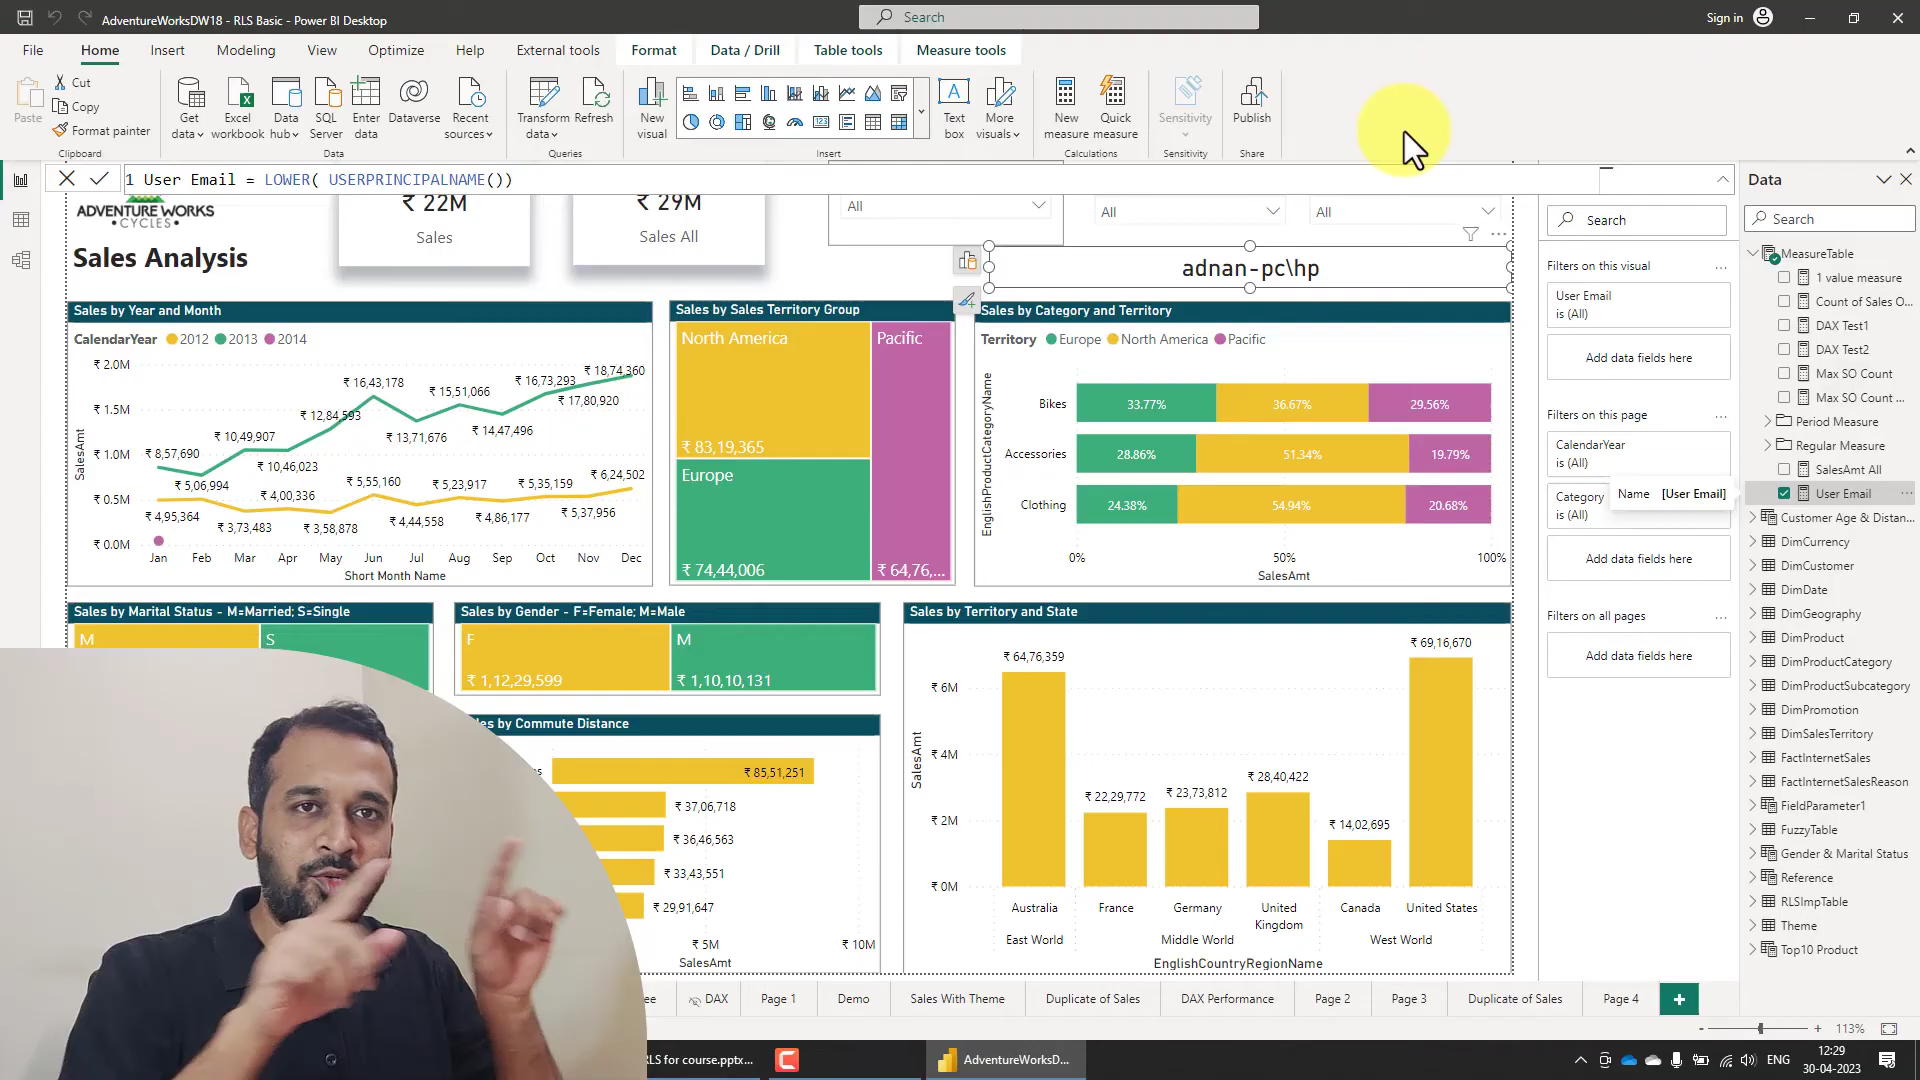 AdventureWorksDW18 - RLS Basic - Power BI Desktop
Search
Sign in
File Home Insert Modeling View Optimize Help External tools Format Data / Drill Table tools Measure tools
Paste
Cut
Copy
Format painter
Clipboard
Get data
Excel workbook
Data hub
SQL Server
Enter data
Dataverse
Recent sources
Data
Transform data
Refresh
Queries
New visual
Text box
More visuals
Insert
New measure
Quick measure
Calculations
Sensitivity
Sensitivity
Publish
Share
1 User Email = LOWER( USERPRINCIPALNAME())
ADVENTURE WORKS
CYCLES
Sales Analysis
₹ 22M
Sales
₹ 29M
Sales All
All
All
All
adnan-pc\hp
Sales by Year and Month
CalendarYear 2012 2013 2014
SalesAmt
₹ 2.0M
₹ 1.5M
₹ 1.0M
₹ 0.5M
₹ 0.0M
₹ 8,57,690
₹ 10,49,907
₹ 10,46,023
₹ 12,84,593
₹ 16,43,178
₹ 13,71,676
₹ 15,51,066
₹ 14,47,496
₹ 16,73,293
₹ 17,80,920
₹ 18,74,360
₹ 4,95,364
₹ 5,06,994
₹ 3,73,483
₹ 4,00,336
₹ 3,58,878
₹ 5,55,160
₹ 4,44,558
₹ 5,23,917
₹ 4,86,177
₹ 5,35,159
₹ 5,37,956
₹ 6,24,502
Jan Feb Mar Apr May Jun Jul Aug Sep Oct Nov Dec
Short Month Name
Sales by Sales Territory Group
North America
₹ 83,19,365
Europe
₹ 74,44,006
Pacific
₹ 64,76,...
Sales by Category and Territory
Territory Europe North America Pacific
EnglishProductCategoryName
Bikes 33.77% 36.67% 29.56%
Accessories 28.86% 51.34% 19.79%
Clothing 24.38% 54.94% 20.68%
0% 50% 100%
SalesAmt
Sales by Marital Status - M=Married; S=Single
M
S
Sales by Gender - F=Female; M=Male
F
₹ 1,12,29,599
M
₹ 1,10,10,131
les by Commute Distance
₹ 85,51,251
₹ 37,06,718
₹ 36,46,563
₹ 33,43,551
₹ 29,91,647
₹ 5M ₹ 10M
SalesAmt
Sales by Territory and State
SalesAmt
₹ 6M
₹ 4M
₹ 2M
₹ 0M
₹ 64,76,359
₹ 22,29,772
₹ 23,73,812
₹ 28,40,422
₹ 14,02,695
₹ 69,16,670
Australia France Germany United Kingdom Canada United States
East World Middle World West World
EnglishCountryRegionName
Search
Filters on this visual
User Email
is (All)
Add data fields here
Filters on this page
CalendarYear
is (All)
Category
is (All)
Name [User Email]
Add data fields here
Filters on all pages
Add data fields here
Data
Search
MeasureTable
1 value measure
Count of Sales O...
DAX Test1
DAX Test2
Max SO Count
Max SO Count ...
Period Measure
Regular Measure
SalesAmt All
User Email
Customer Age & Distan...
DimCurrency
DimCustomer
DimDate
DimGeography
DimProduct
DimProductCategory
DimProductSubcategory
DimPromotion
DimSalesTerritory
FactInternetSales
FactInternetSalesReason
FieldParameter1
FuzzyTable
Gender & Marital Status
Reference
RLSImpTable
Theme
Top10 Product
ee DAX Page 1 Demo Sales With Theme Duplicate of Sales DAX Performance Page 2 Page 3 Duplicate of Sales Page 4
113%
RLS for course.pptx...
AdventureWorksD...
ENG
12:29
30-04-2023